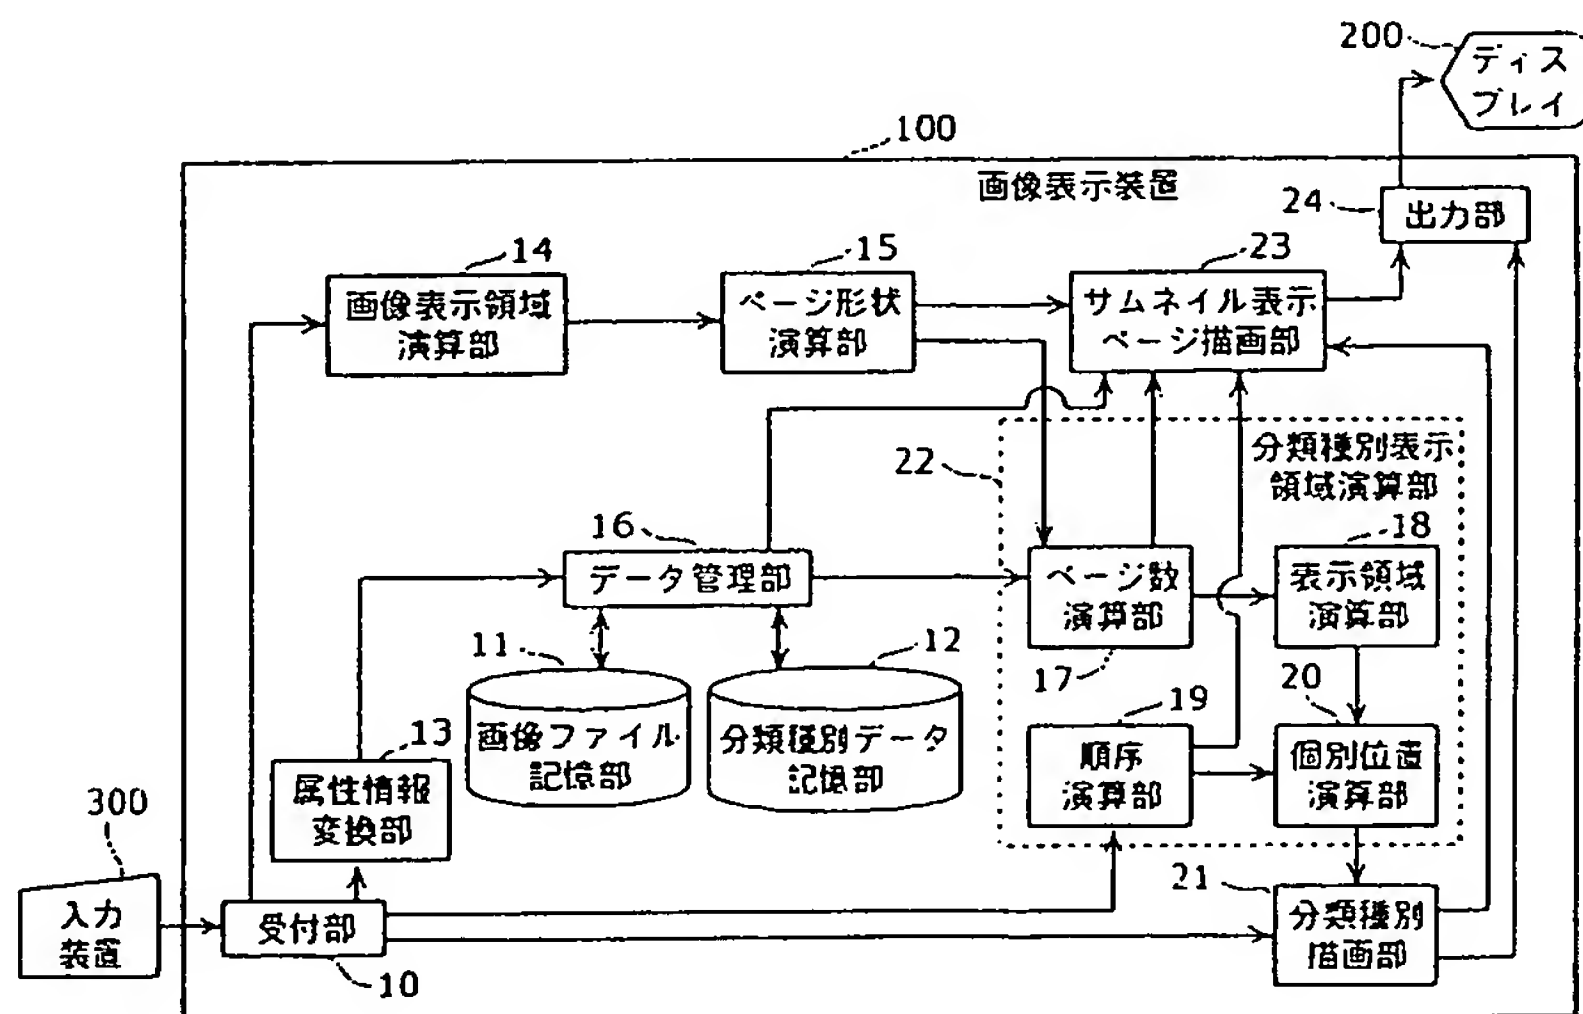 200
ディス
プレイ
100
画像表示装置
24
出力部
14
画像表示領域
演算部
15
ページ形状
演算部
23
サムネイル表示
ページ描画部
22
分類種別表示
領域演算部
16
データ管理部
ページ数
演算部
17
18
表示領域
演算部
11
画像ファイル
記憶部
12
分類種別データ
記憶部
19
順序
演算部
20
個別位置
演算部
13
属性情報
変換部
300
入力
装置
受付部
10
21
分類種別
描画部